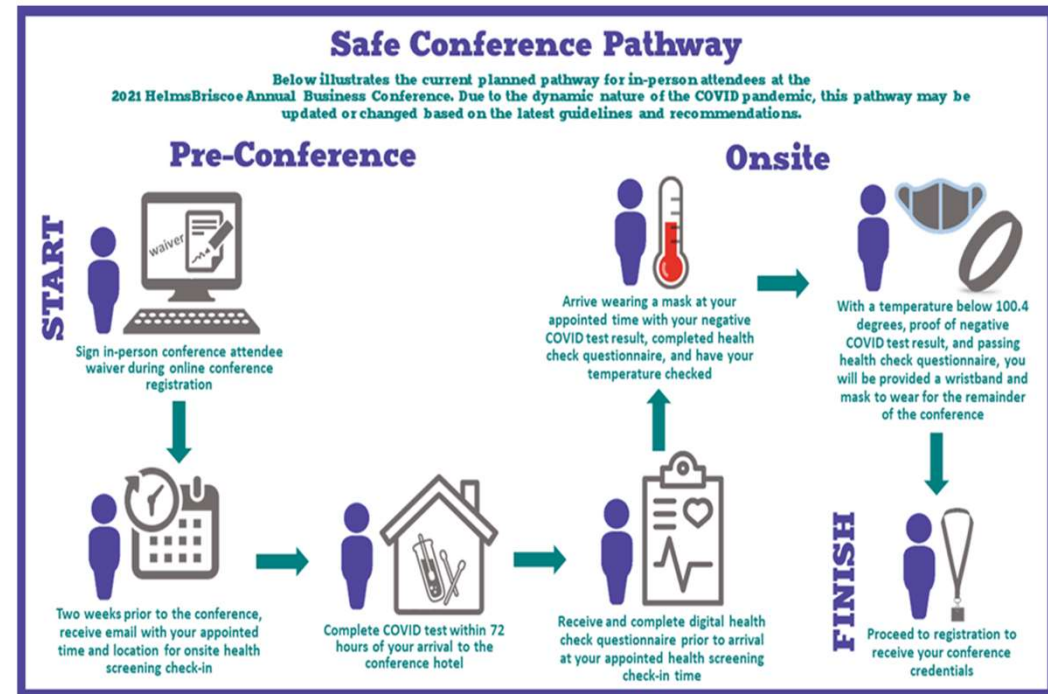 Safe Conference Pathway
Below illustrates the current planned pathway for in-person attendees at the
2021 HelmsBriscoe Annual Business Conference. Due to the dynamic nature of the COVID pandemic, this pathway may be
updated or changed based on the latest guidelines and recommendations.
Pre-Conference
START
waiver
Sign in-person conference attendee
waiver during online conference
registration
Two weeks prior to the conference,
receive email with your appointed
time and location for onsite health
screening check-in
Complete COVID test within 72
hours of your arrival to the
conference hotel
Receive and complete digital health
check questionnaire prior to arrival
at your appointed health screening
check-in time
Onsite
Arrive wearing a mask at your
appointed time with your negative
COVID test result, completed health
check questionnaire, and have your
temperature checked
With a temperature below 100.4
degrees, proof of negative
COVID test result, and passing
health check questionnaire, you
will be provided a wristband and
mask to wear for the remainder
of the conference
FINISH
Proceed to registration to
receive your conference
credentials